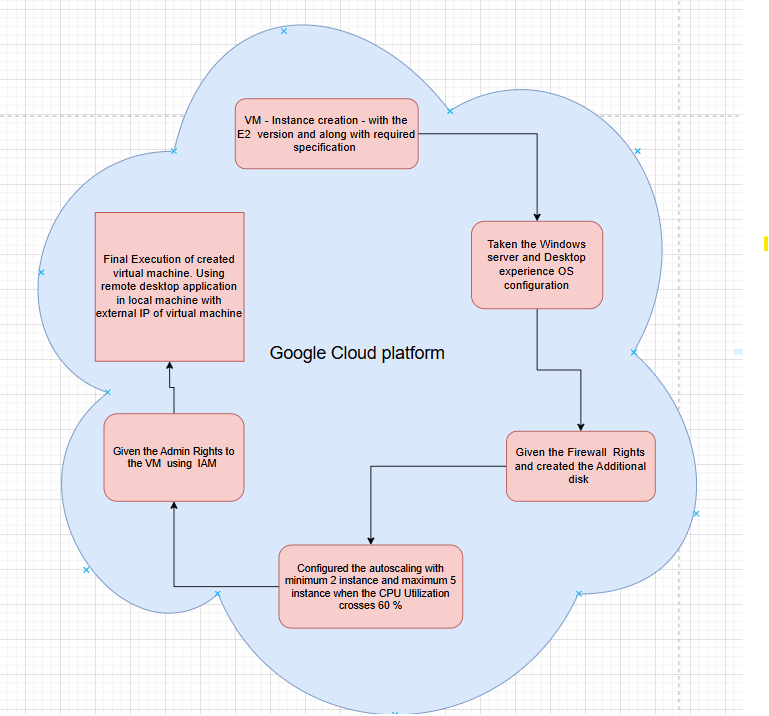 VM - Instance creation - with the
E2 version and along with required
specification
Taken the Windows
server and Desktop
experience OS
configuration
Final Execution of created
virtual machine. Using
remote desktop application
in local machine with
external IP of virtual machine
Google Cloud platform
Given the Admin Rights to
the VM using IAM
Given the Firewall Rights
and created the Additional
disk
Configured the autoscaling with
minimum 2 instance and maximum 5
instance when the CPU Utilization
crosses 60 %